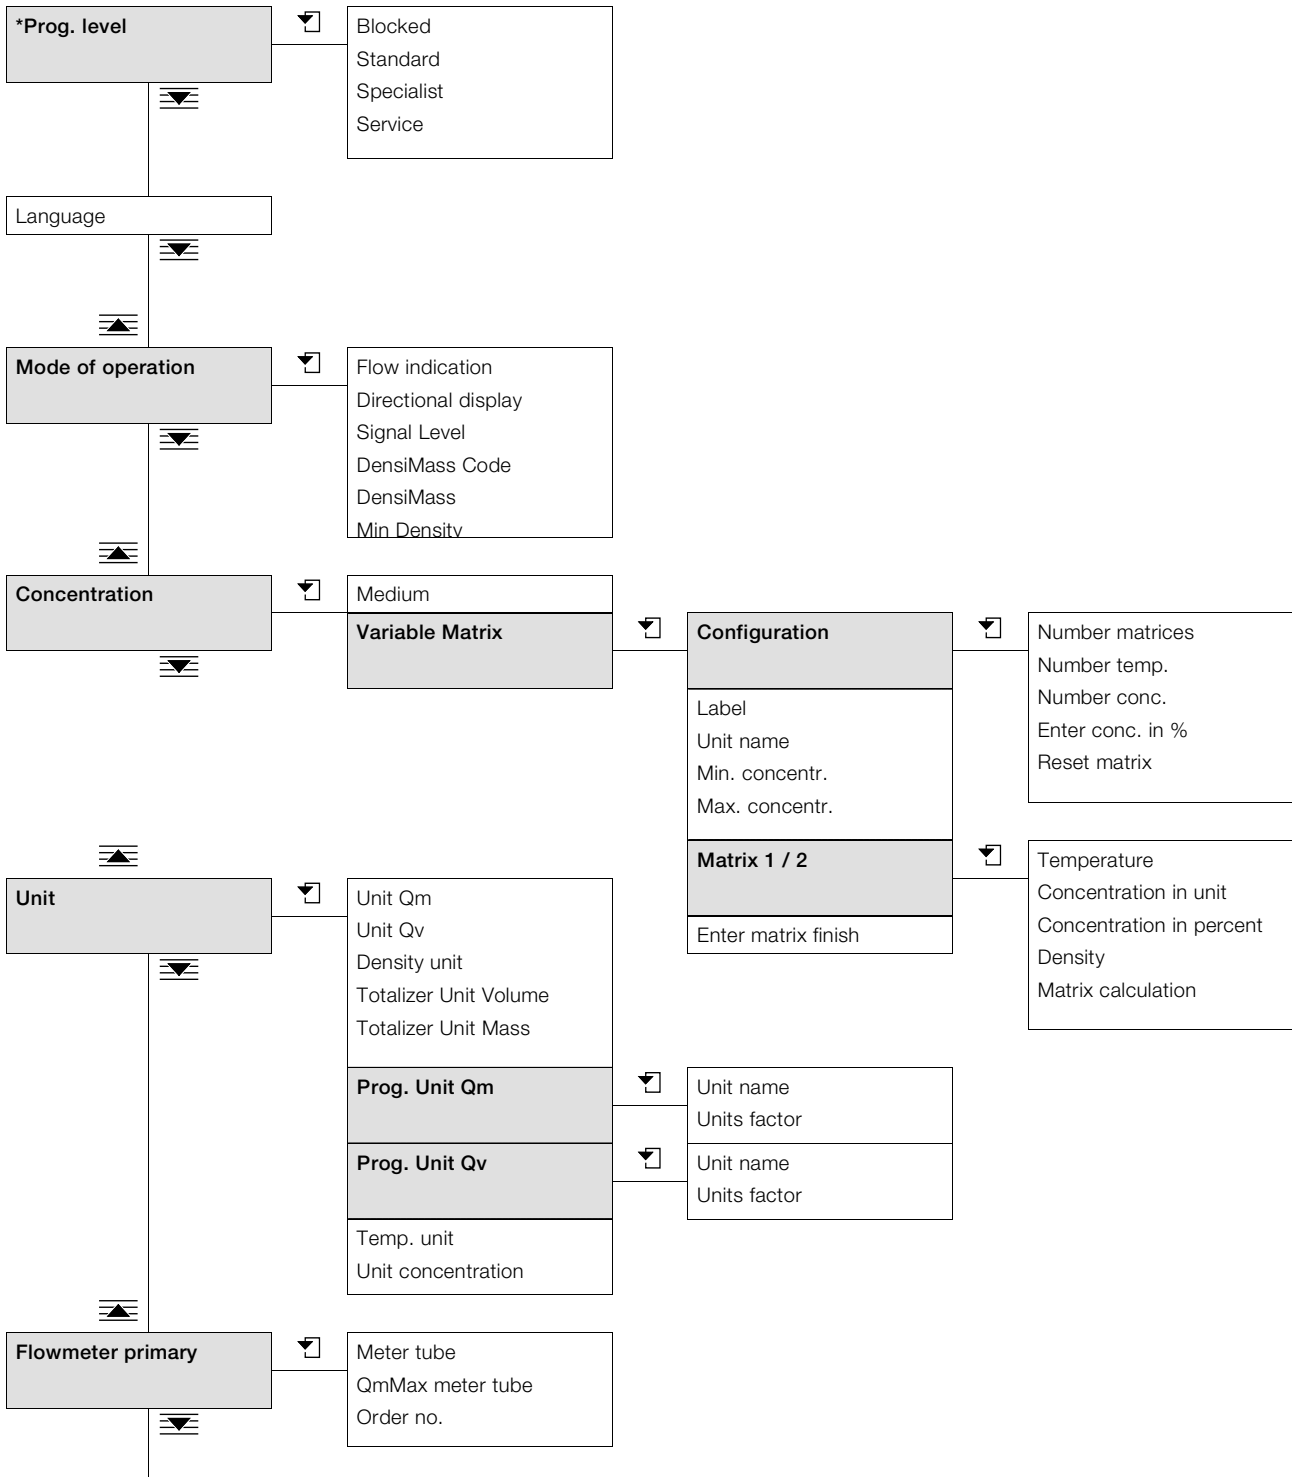 *Prog. level
Blocked
Standard
Specialist
Service
Language
Mode of operation
Flow indication
Directional display
Signal Level
DensiMass Code
DensiMass
Min Density
Concentration
Medium
Variable Matrix
Configuration
Number matrices
Number temp.
Number conc.
Enter conc. in %
Reset matrix
Label
Unit name
Min. concentr.
Max. concentr.
Matrix 1 / 2
Temperature
Concentration in unit
Concentration in percent
Density
Matrix calculation
Enter matrix finish
Unit
Unit Qm
Unit Qv
Density unit
Totalizer Unit Volume
Totalizer Unit Mass
Prog. Unit Qm
Unit name
Units factor
Prog. Unit Qv
Unit name
Units factor
Temp. unit
Unit concentration
Flowmeter primary
Meter tube
QmMax meter tube
Order no.